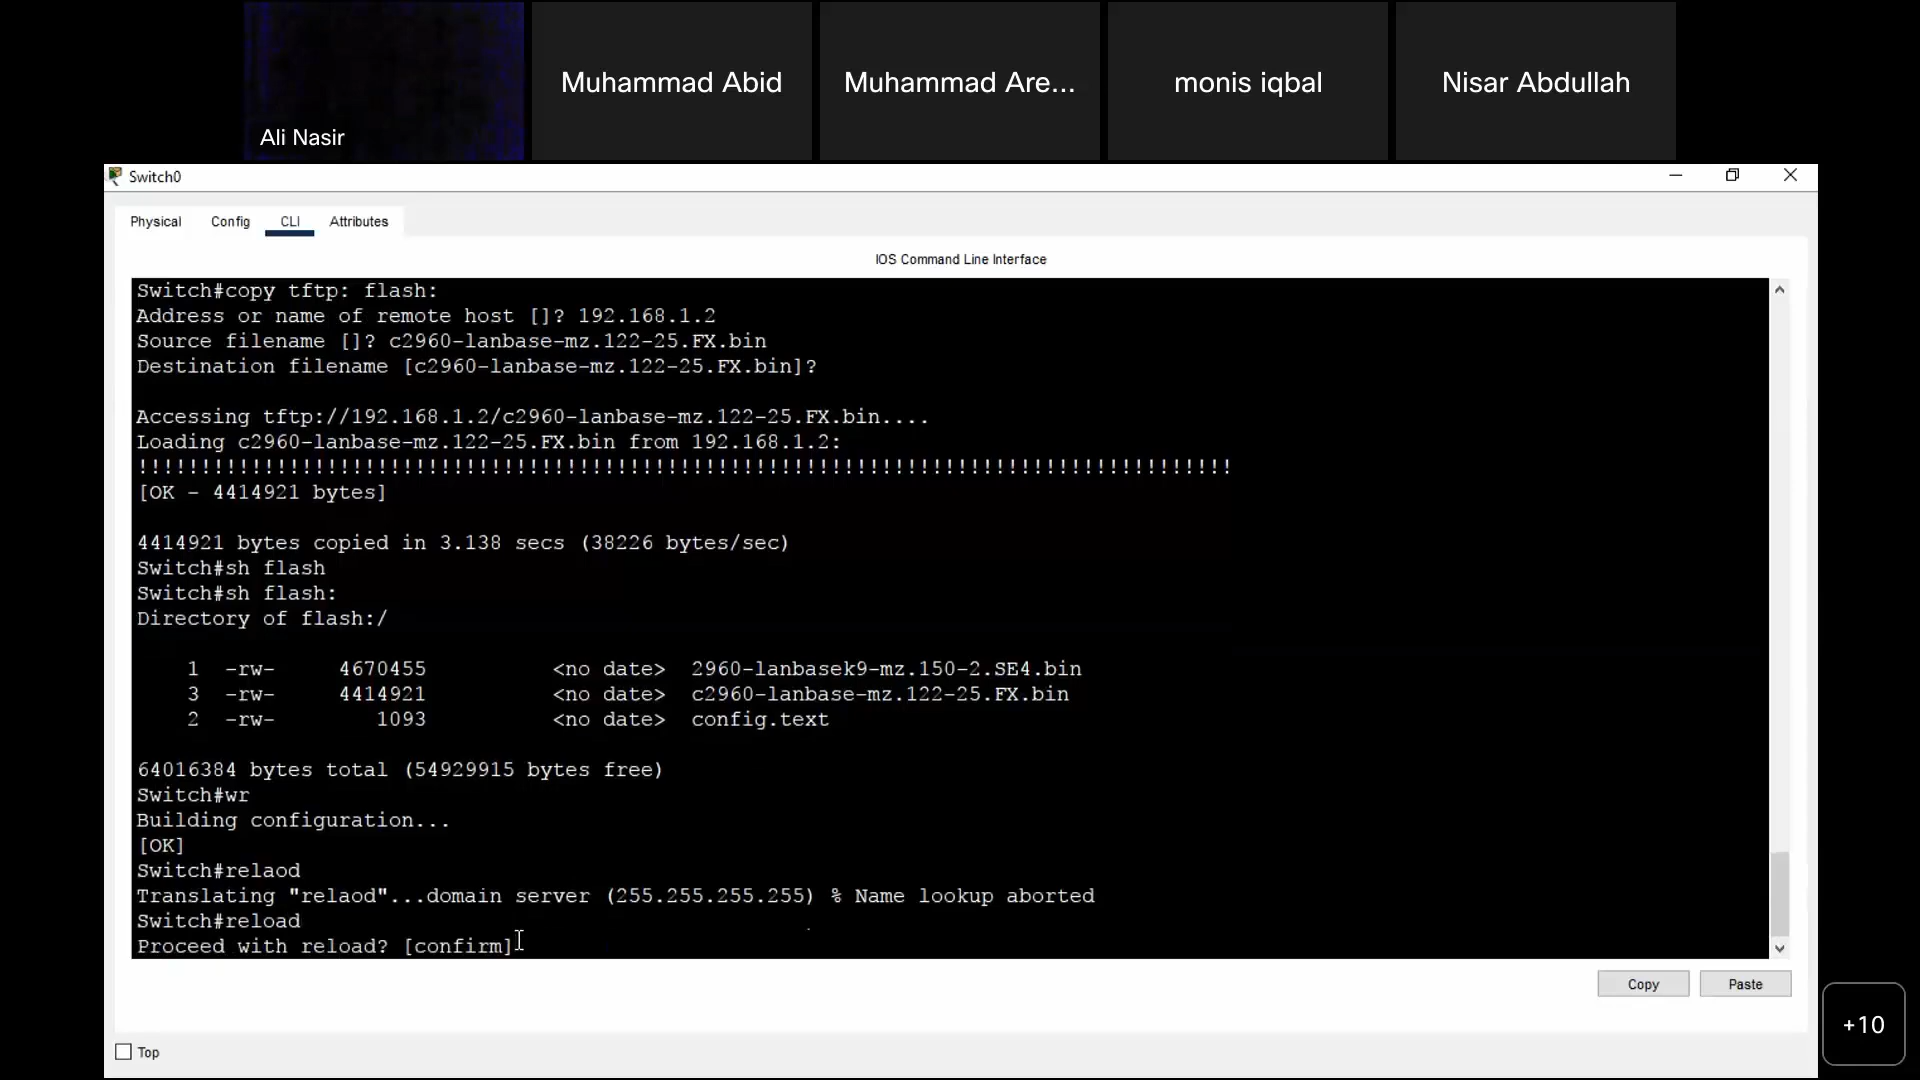 Ali Nasir
Muhammad Abid
Muhammad Are...
monis iqbal
Nisar Abdullah
Switch0
Physical Config CLI Attributes
IOS Command Line Interface
Switch#copy tftp: flash:
Address or name of remote host []? 192.168.1.2
Source filename []? c2960-lanbase-mz.122-25.FX.bin
Destination filename [c2960-lanbase-mz.122-25.FX.bin]?
Accessing tftp://192.168.1.2/c2960-lanbase-mz.122-25.FX.bin....
Loading c2960-lanbase-mz.122-25.FX.bin from 192.168.1.2:
!!!!!!!!!!!!!!!!!!!!!!!!!!!!!!!!!!!!!!!!!!!!!!!!!!!!!!!!!!!!!!!!!!!!!!!!!!!!!!!!!!!!!!!
[OK - 4414921 bytes]
4414921 bytes copied in 3.138 secs (38226 bytes/sec)
Switch#sh flash
Switch#sh flash:
Directory of flash:/
1 -rw- 4670455 <no date> 2960-lanbasek9-mz.150-2.SE4.bin
3 -rw- 4414921 <no date> c2960-lanbase-mz.122-25.FX.bin
2 -rw- 1093 <no date> config.text
64016384 bytes total (54929915 bytes free)
Switch#wr
Building configuration...
[OK]
Switch#relaod
Translating "relaod"...domain server (255.255.255.255) % Name lookup aborted
Switch#reload
Proceed with reload? [confirm]
Copy Paste
+10
Top